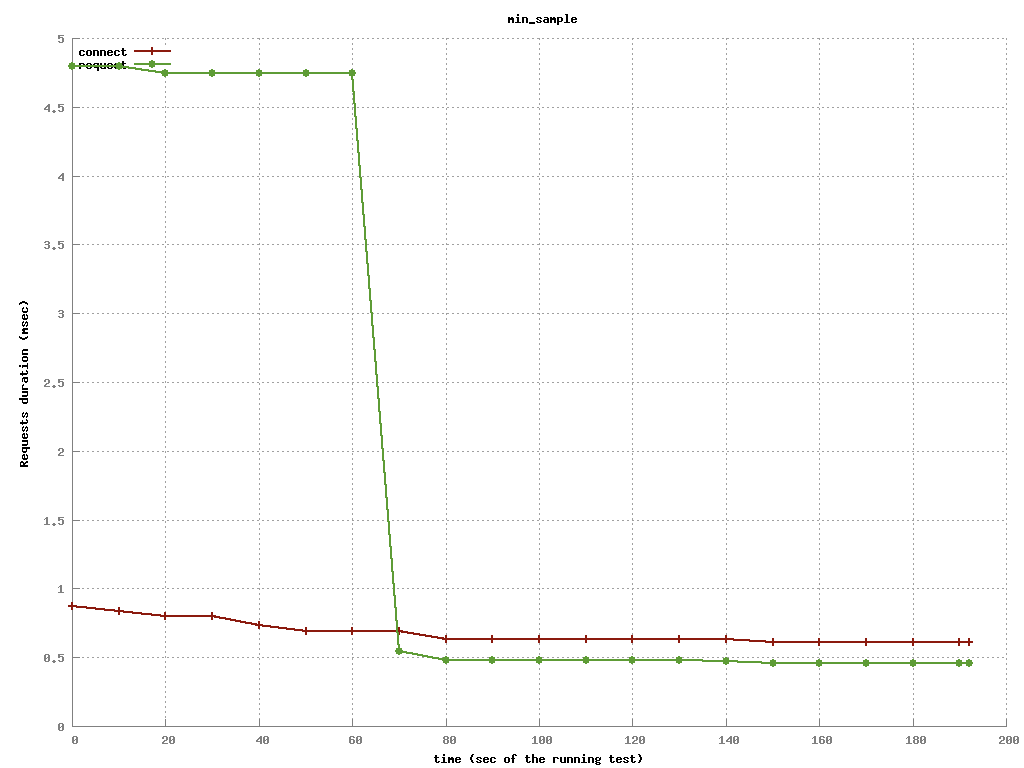 min_sample
connect
request
5
4.5
4
3.5
3
2.5
2
1.5
1
0.5
0
Requests duration (msec)
0 20 40 60 80 100 120 140 160 180 200
time (sec of the running test)